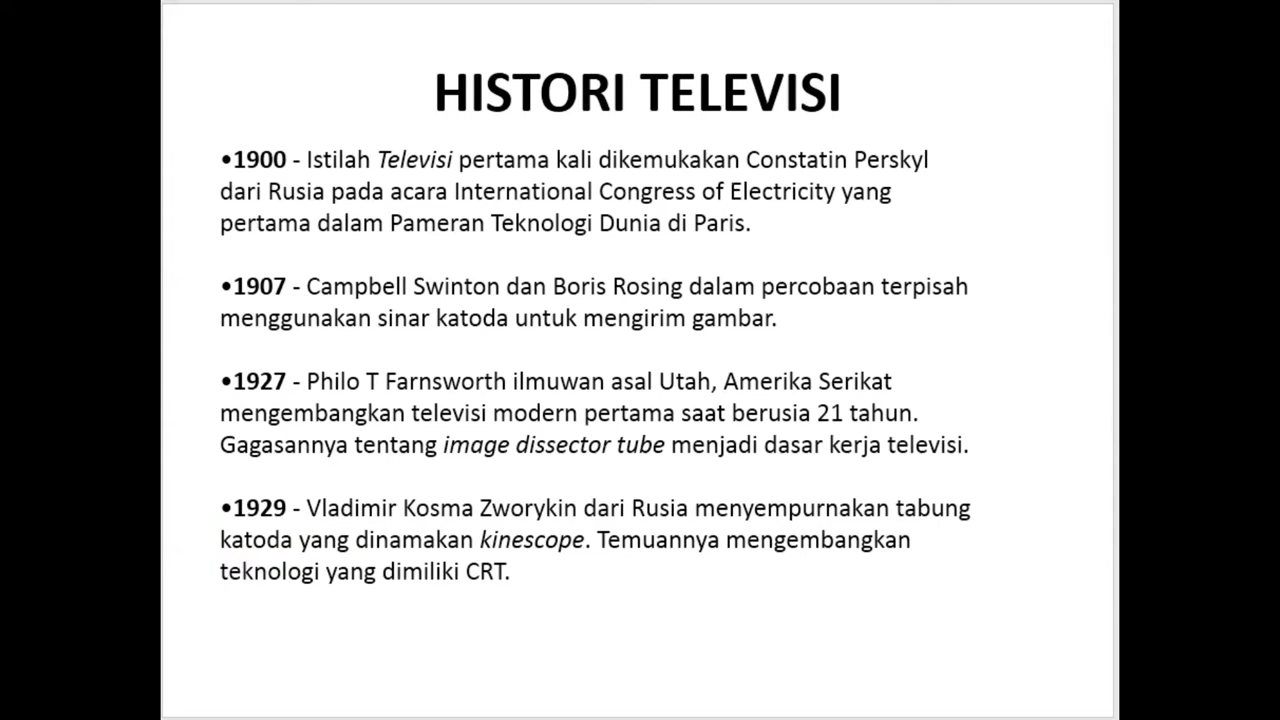 HISTORI TELEVISI
•1900 - Istilah Televisi pertama kali dikemukakan Constatin Perskyl
dari Rusia pada acara International Congress of Electricity yang
pertama dalam Pameran Teknologi Dunia di Paris.
•1907 - Campbell Swinton dan Boris Rosing dalam percobaan terpisah
menggunakan sinar katoda untuk mengirim gambar.
•1927 - Philo T Farnsworth ilmuwan asal Utah, Amerika Serikat
mengembangkan televisi modern pertama saat berusia 21 tahun.
Gagasannya tentang image dissector tube menjadi dasar kerja televisi.
•1929 - Vladimir Kosma Zworykin dari Rusia menyempurnakan tabung
katoda yang dinamakan kinescope. Temuannya mengembangkan
teknologi yang dimiliki CRT.